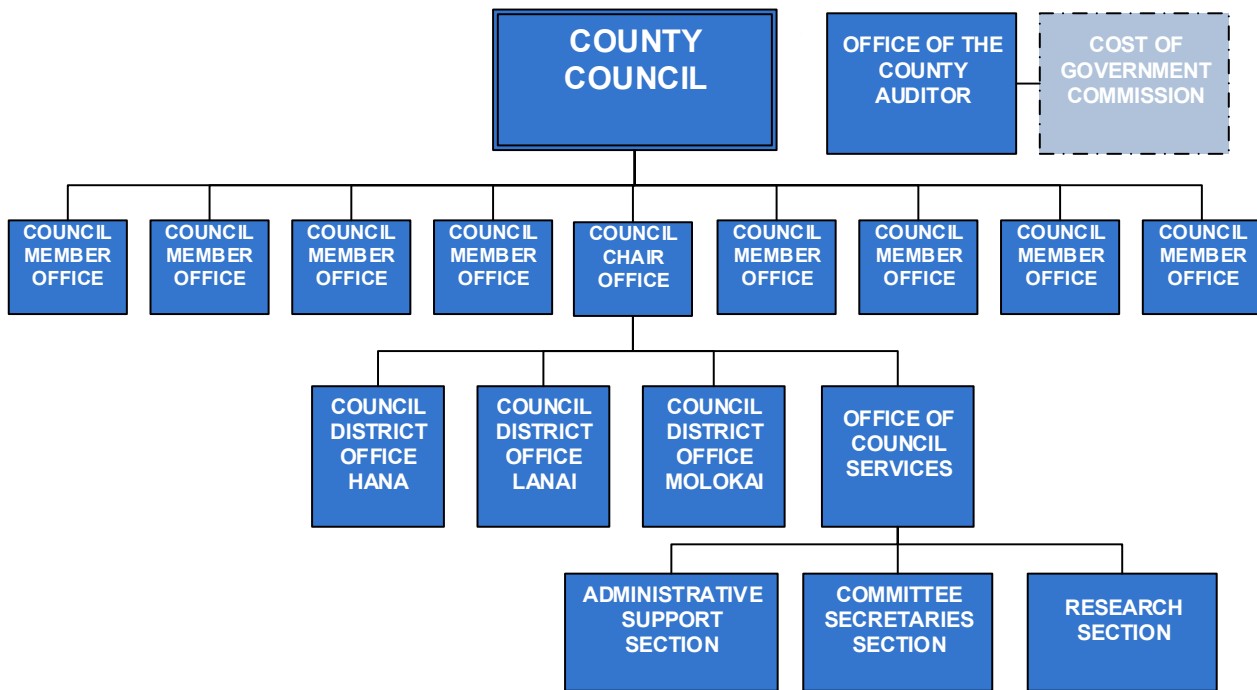 COUNTY
COUNCIL
OFFICE OF THE
COUNTY
AUDITOR
COST OF
GOVERNMENT
COMMISSION
COUNCIL
MEMBER
OFFICE
COUNCIL
MEMBER
OFFICE
COUNCIL
MEMBER
OFFICE
COUNCIL
MEMBER
OFFICE
COUNCIL
CHAIR
OFFICE
COUNCIL
MEMBER
OFFICE
COUNCIL
MEMBER
OFFICE
COUNCIL
MEMBER
OFFICE
COUNCIL
MEMBER
OFFICE
COUNCIL
DISTRICT
OFFICE
HANA
COUNCIL
DISTRICT
OFFICE
LANAI
COUNCIL
DISTRICT
OFFICE
MOLOKAI
OFFICE OF
COUNCIL
SERVICES
ADMINISTRATIVE
SUPPORT
SECTION
COMMITTEE
SECRETARIES
SECTION
RESEARCH
SECTION